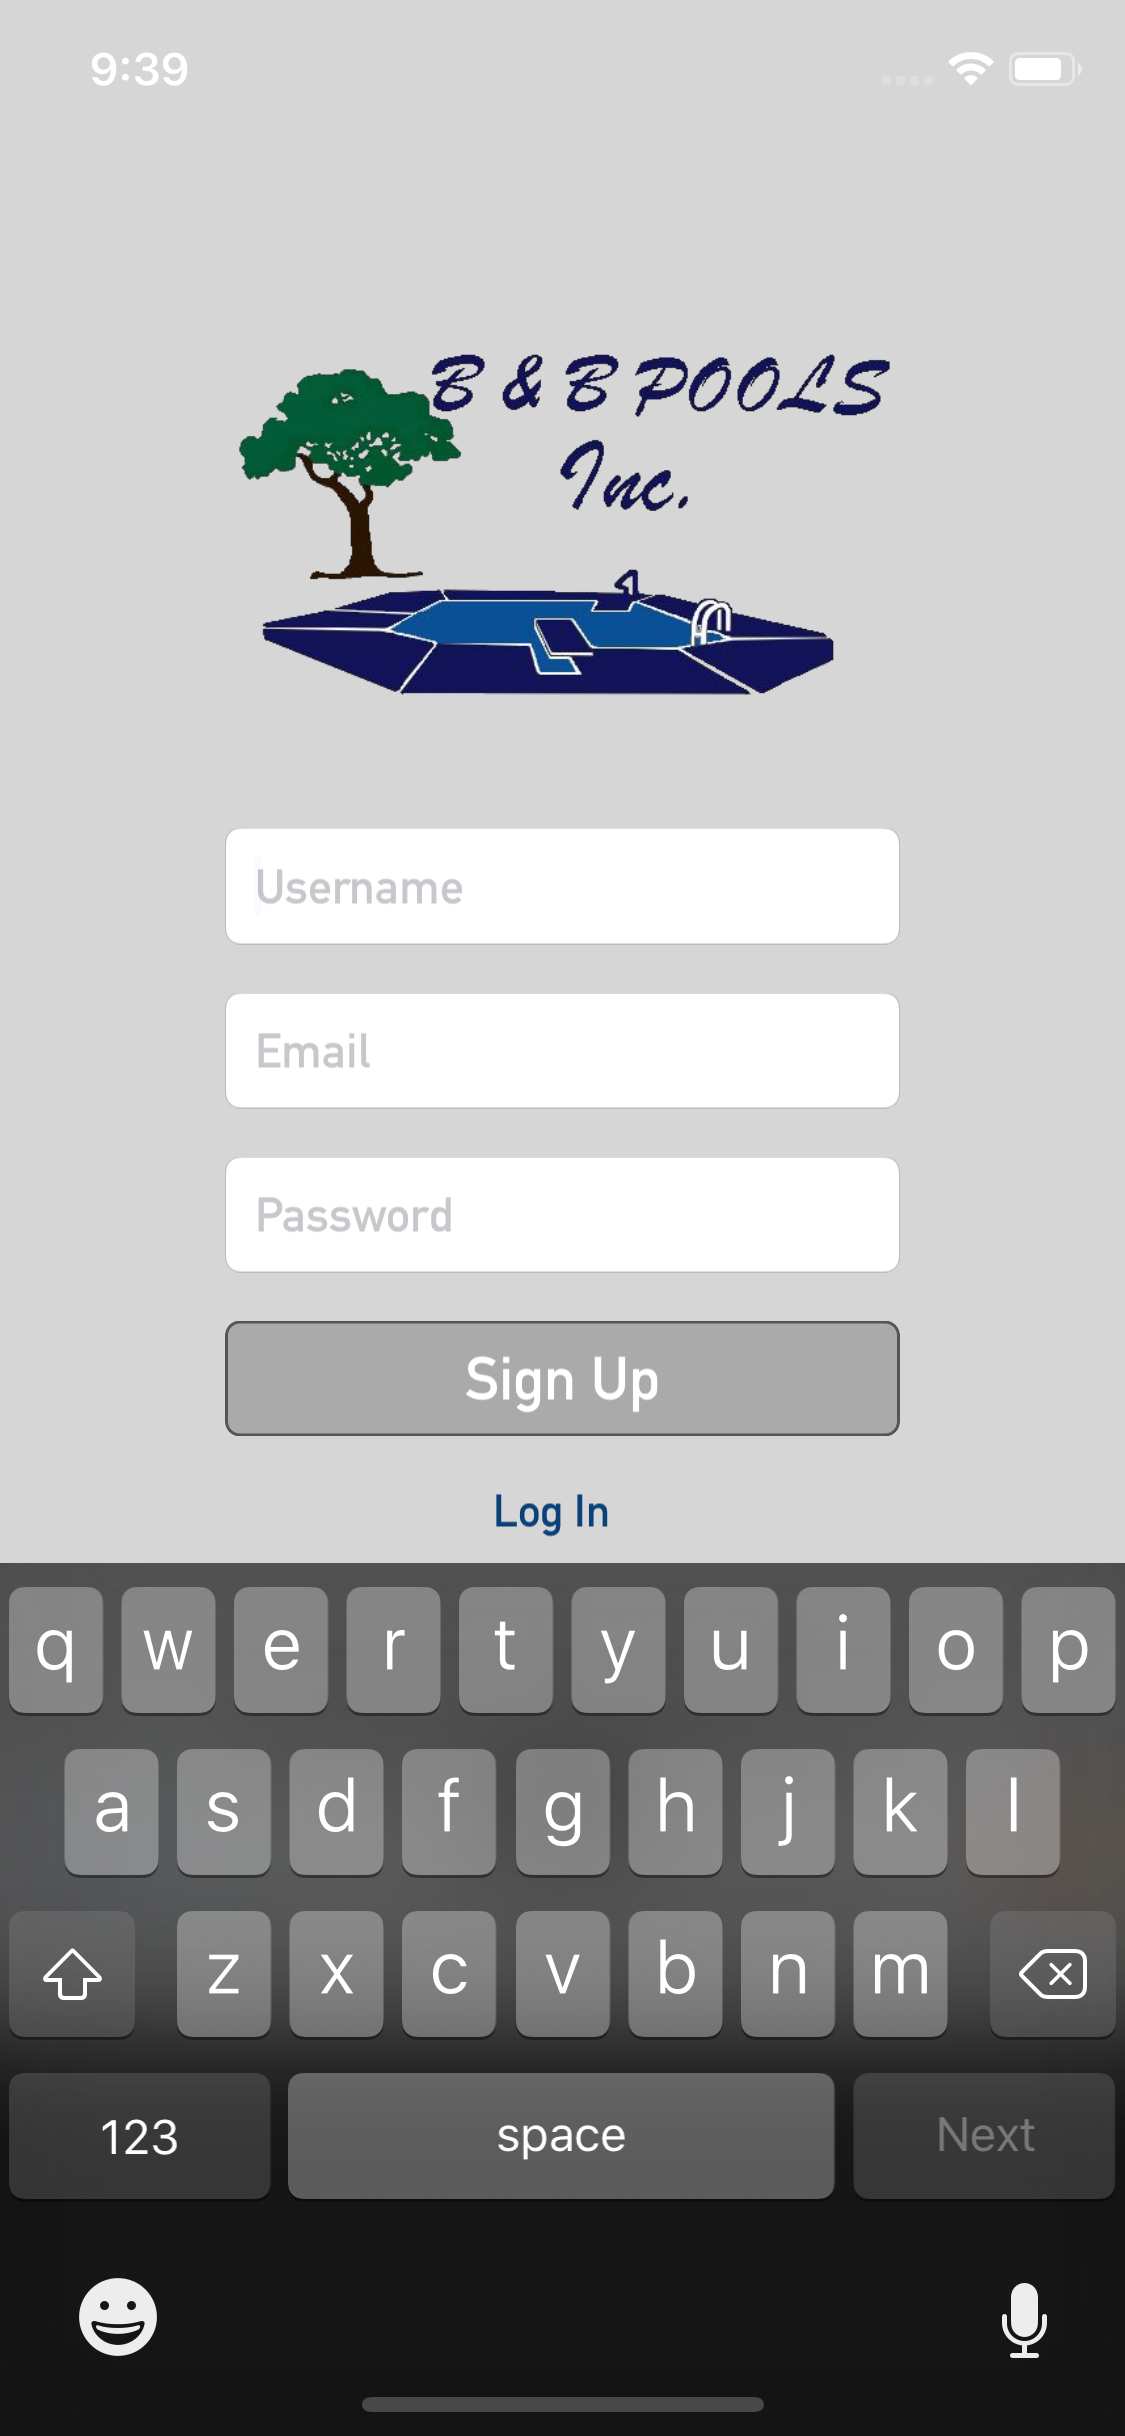 9:39
B & B POOLS
Inc.
Username
Email
Password
Sign Up
Log In
q w e r t y u i o p
a s d f g h j k l
z x c v b n m
123 space Next